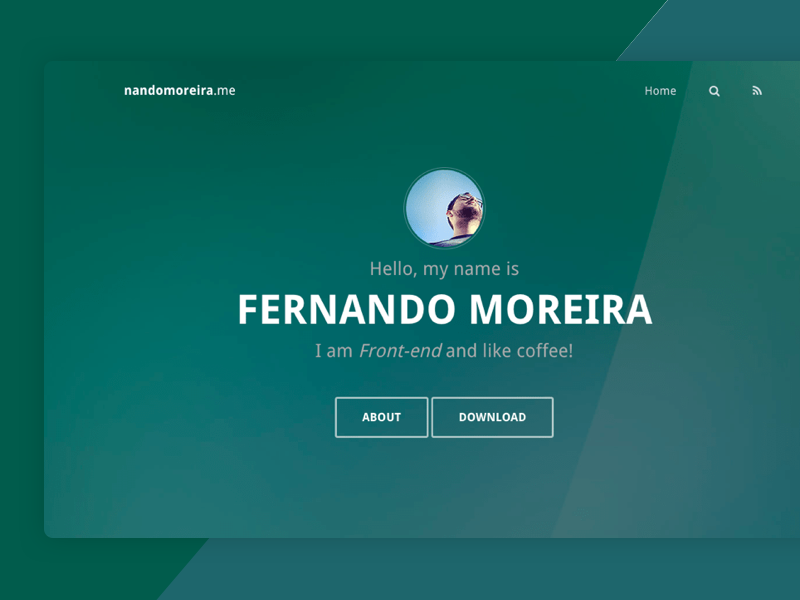 nandomoreira.me
Home
Hello, my name is
FERNANDO MOREIRA
I am Front-end and like coffee!
ABOUT
DOWNLOAD